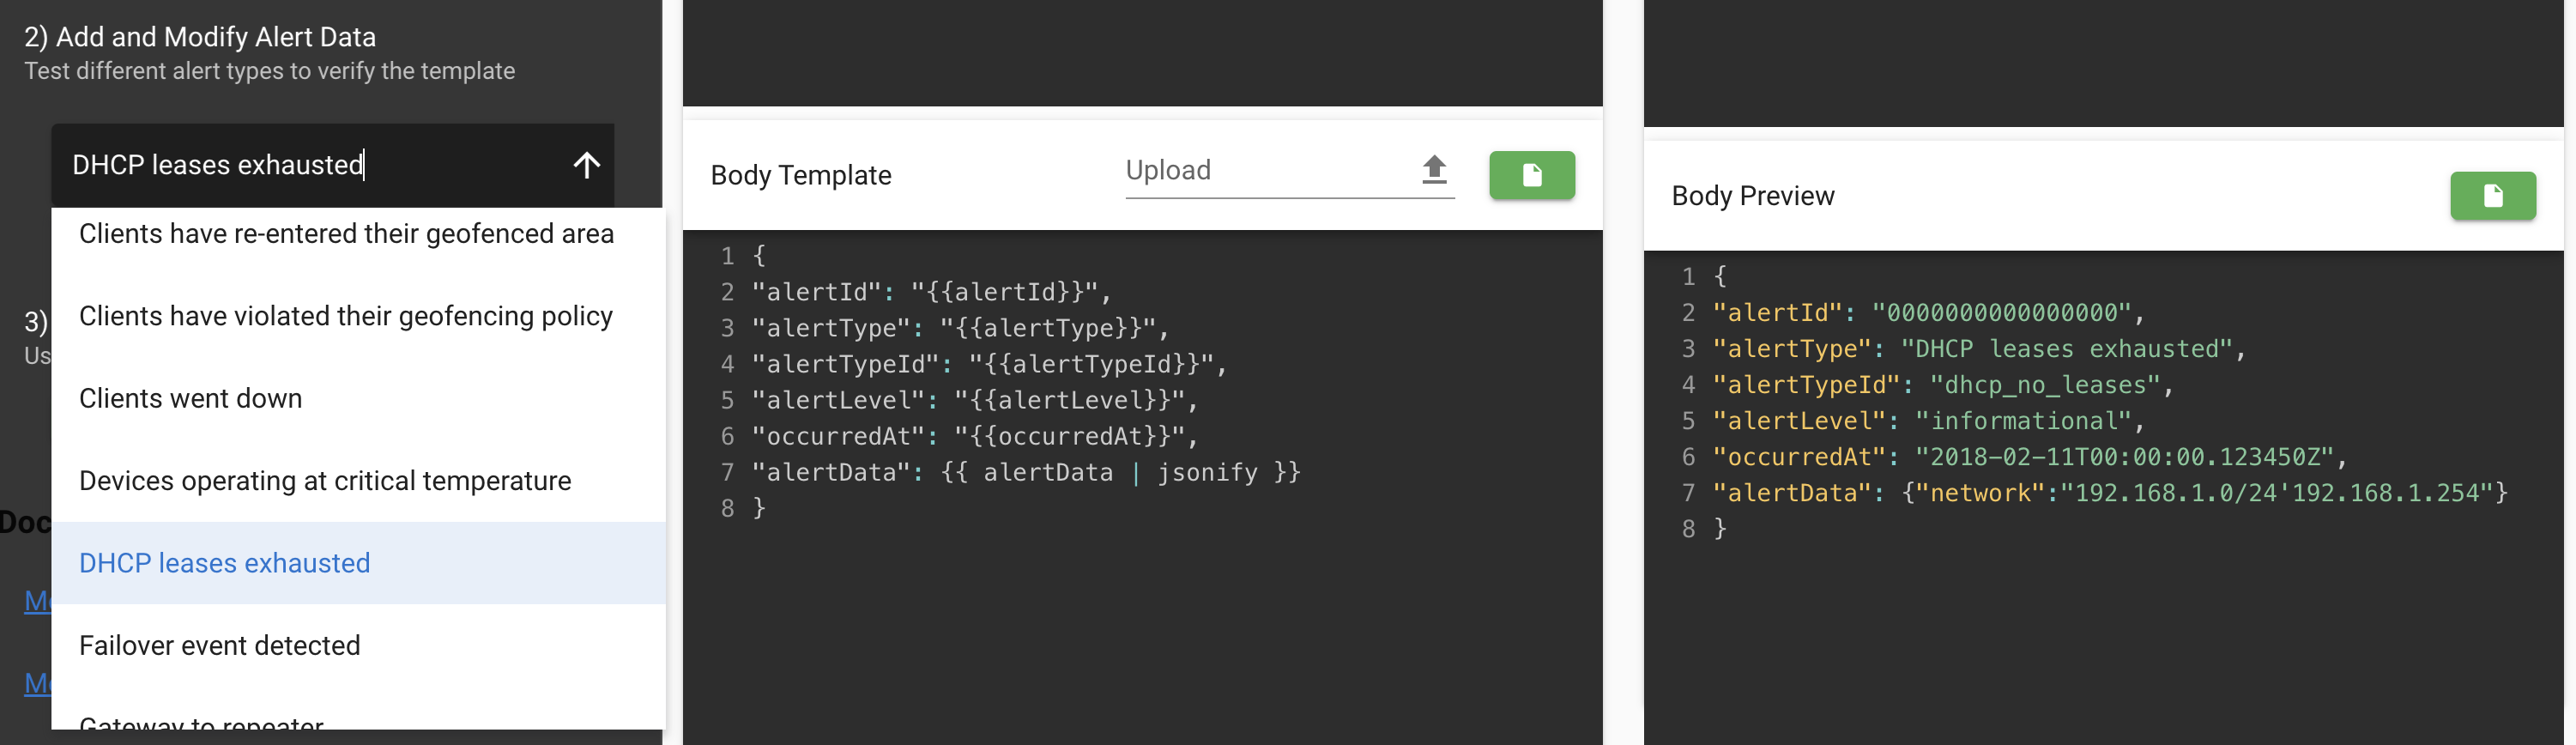 2) Add and Modify Alert Data
Test different alert types to verify the template
DHCP leases exhausted
Clients have re-entered their geofenced area
Clients have violated their geofencing policy
3)
Us
Clients went down
Devices operating at critical temperature
Doc
DHCP leases exhausted
Failover event detected
Gateway to repeater
Body Template
Upload
1 {
2 "alertId": "{{alertId}}",
3 "alertType": "{{alertType}}",
4 "alertTypeId": "{{alertTypeId}}",
5 "alertLevel": "{{alertLevel}}",
6 "occurredAt": "{{occurredAt}}",
7 "alertData": {{ alertData | jsonify }}
8 }
Body Preview
1 {
2 "alertId": "0000000000000000",
3 "alertType": "DHCP leases exhausted",
4 "alertTypeId": "dhcp_no_leases",
5 "alertLevel": "informational",
6 "occurredAt": "2018-02-11T00:00:00.123450Z",
7 "alertData": {"network":"192.168.1.0/24'192.168.1.254"}
8 }